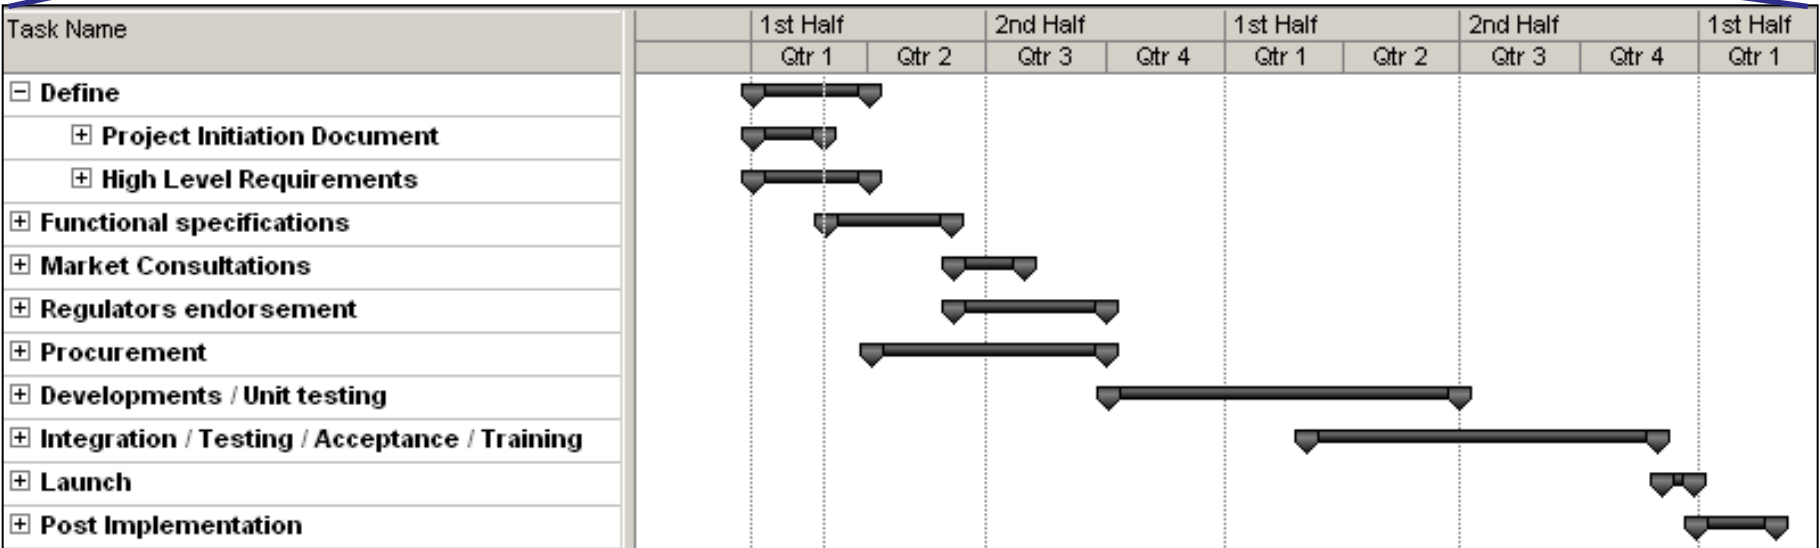 Task Name
1st Half 2nd Half 1st Half 2nd Half 1st Half
Qtr 1 Qtr 2 Qtr 3 Qtr 4 Qtr 1 Qtr 2 Qtr 3 Qtr 4 Qtr 1
Define
Project Initiation Document
High Level Requirements
Functional specifications
Market Consultations
Regulators endorsement
Procurement
Developments / Unit testing
Integration / Testing / Acceptance / Training
Launch
Post Implementation